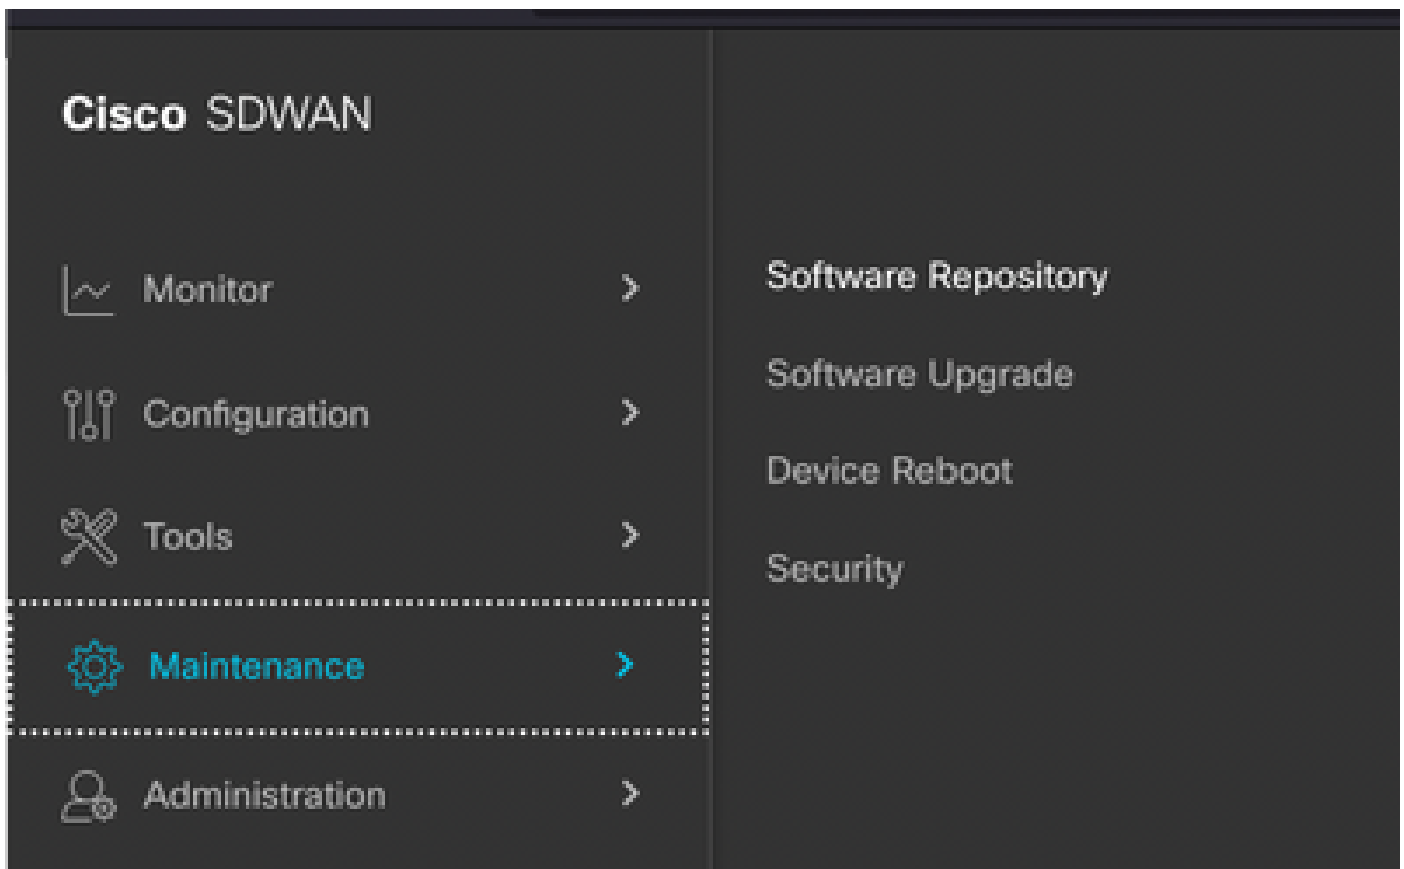 Cisco SDWAN
Monitor
Configuration
Tools
Maintenance
Administration
Software Repository
Software Upgrade
Device Reboot
Security